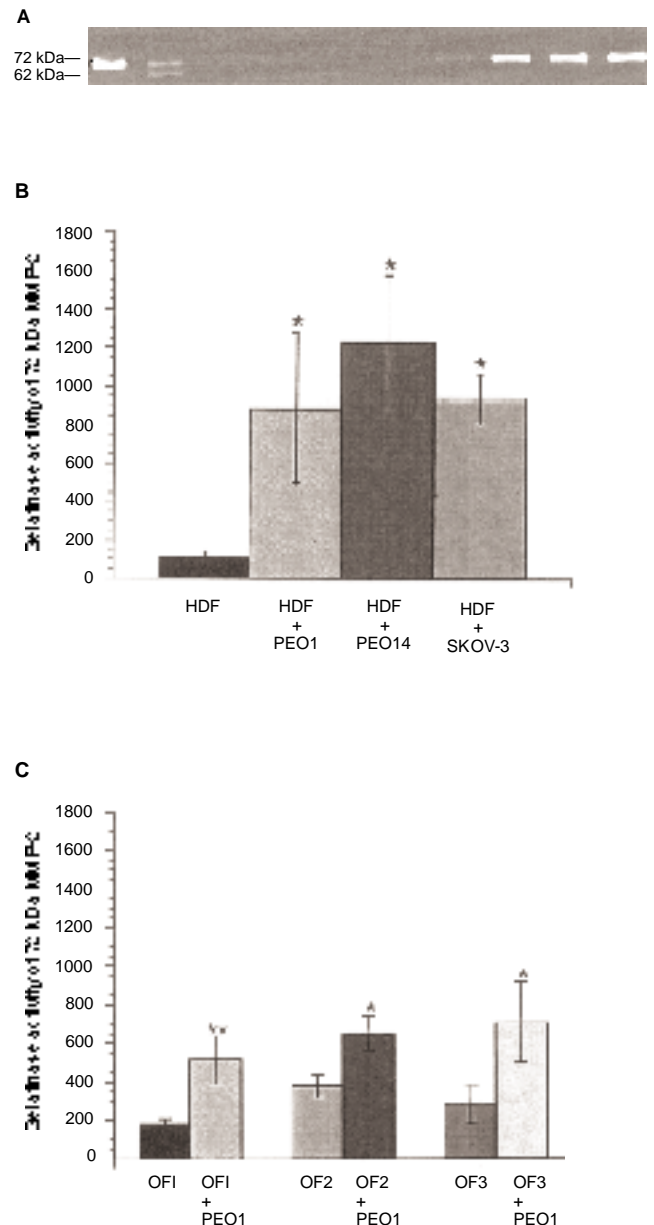 A
72 kDa—
62 kDa—
B
1800
1600
1400
1200
1000
800
600
400
200
0
*
*
*
HDF
HDF
+
PEO1
HDF
+
PEO14
HDF
+
SKOV-3
C
1800
1600
1400
1200
1000
800
600
400
200
0
**
*
*
OFI
OFI
+
PEO1
OF2
OF2
+
PEO1
OF3
OF3
+
PEO1